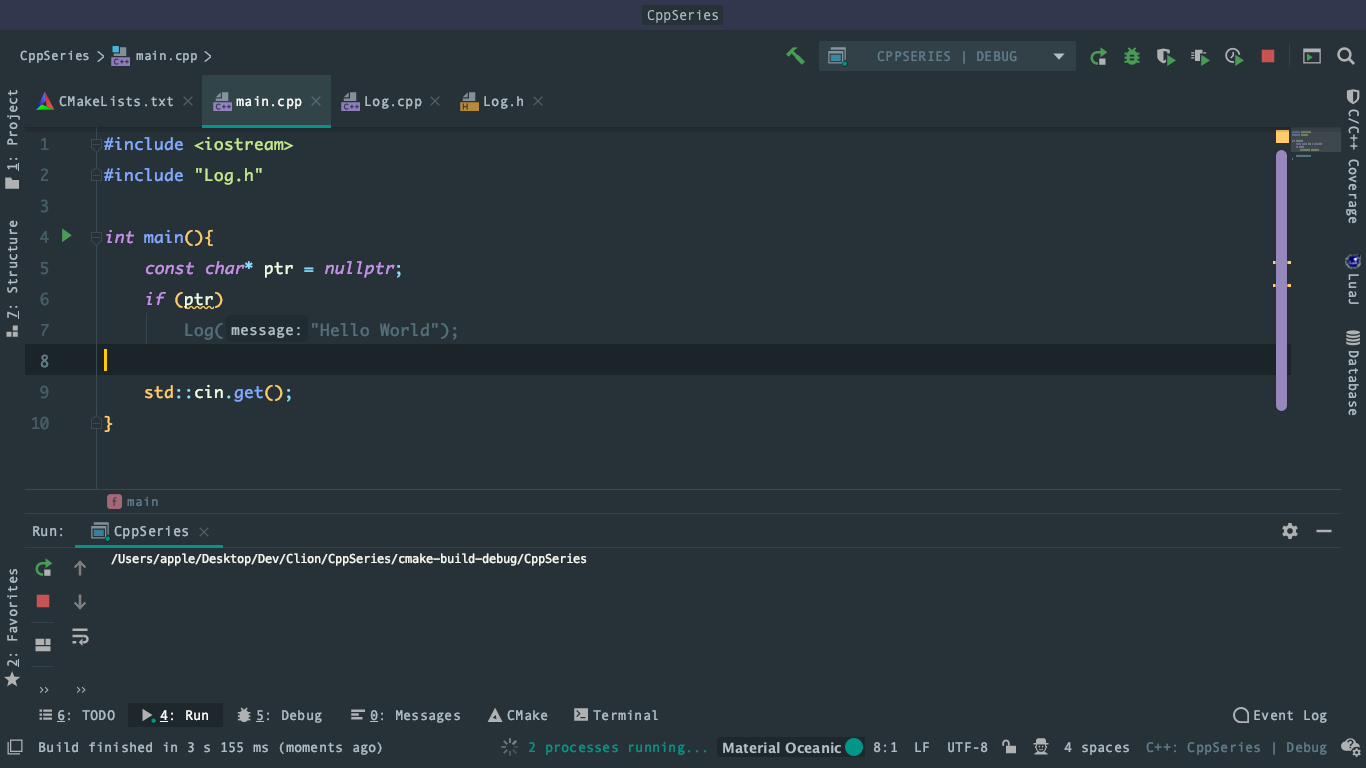 CppSeries
CppSeries > main.cpp >
CPPSERIES | DEBUG
CMakeLists.txt × main.cpp × Log.cpp × Log.h ×
1: Project
Z: Structure
2: Favorites
1 #include <iostream>
2 #include "Log.h"
3
4 int main(){
5 const char* ptr = nullptr;
6 if (ptr)
7 Log( message: "Hello World");
8
9 std::cin.get();
10 }
C/C++ Coverage
LuaJ
Database
f main
Run: CppSeries ×
/Users/apple/Desktop/Dev/Clion/CppSeries/cmake-build-debug/CppSeries
6: TODO 4: Run 5: Debug 0: Messages CMake Terminal Event Log
Build finished in 3 s 155 ms (moments ago) 2 processes running... Material Oceanic 8:1 LF UTF-8 4 spaces C++: CppSeries | Debug